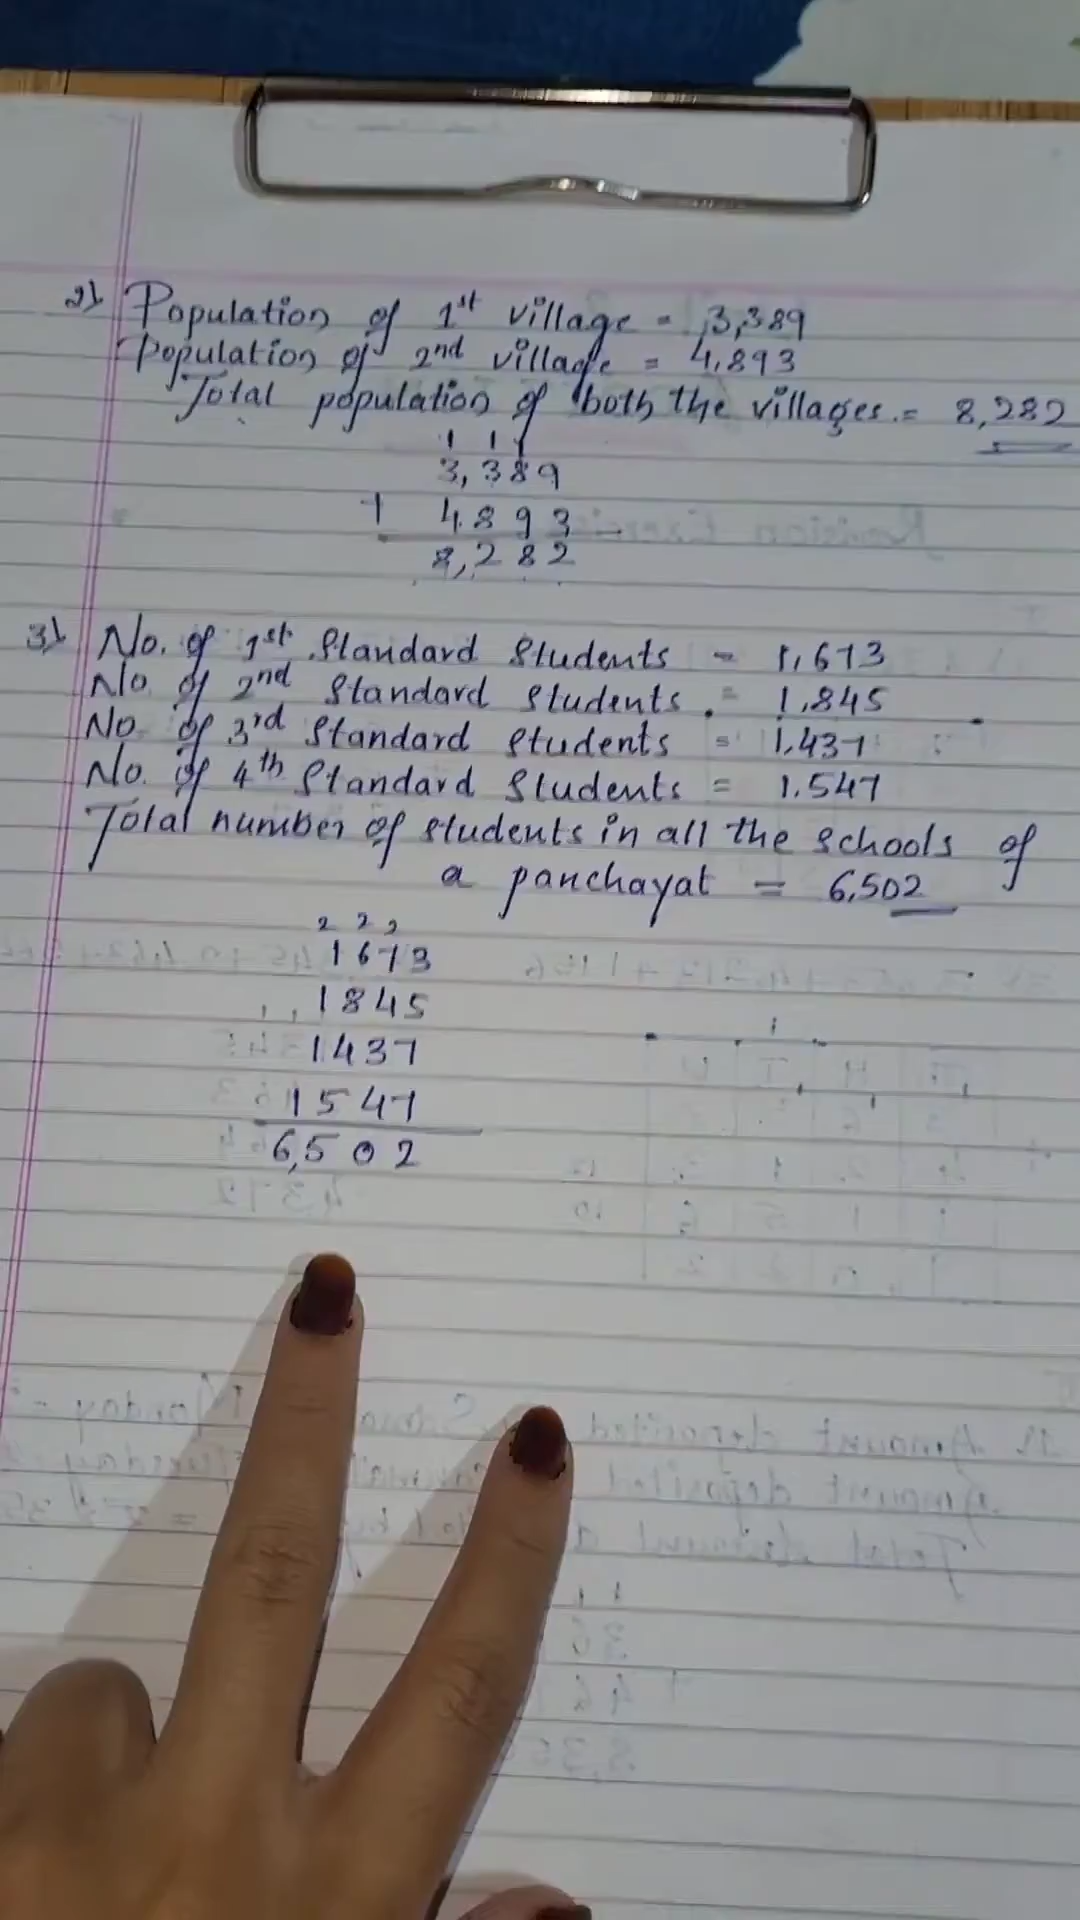 2) Population of 1st village = 3,389
Population of 2nd village = 4,893
Total population of both the villages = 8,282
1 1 1
3,389
+ 4893
8,282
3) No. of 1st Standard Students = 1,673
No. of 2nd Standard Students = 1,845
No. of 3rd Standard Students = 1,437
No. of 4th Standard Students = 1,547
Total number of students in all the schools of
a panchayat = 6,502
2 2 2
1673
1845
1437
1547
6,502